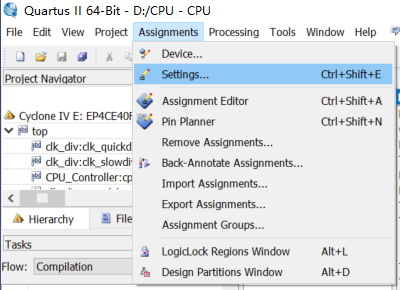 Quartus II 64-Bit - D:/CPU - CPU
File Edit View Project Assignments Processing Tools Window Help
Project Navigator
Cyclone IV E: EP4CE40F
top
clk_div:clk_quickd
clk_div:clk_slowdiv
CPU_Controller:cp
Hierarchy File
Tasks
Flow: Compilation
Device...
Settings... Ctrl+Shift+E
Assignment Editor Ctrl+Shift+A
Pin Planner Ctrl+Shift+N
Remove Assignments...
Back-Annotate Assignments...
Import Assignments...
Export Assignments...
Assignment Groups...
LogicLock Regions Window Alt+L
Design Partitions Window Alt+D